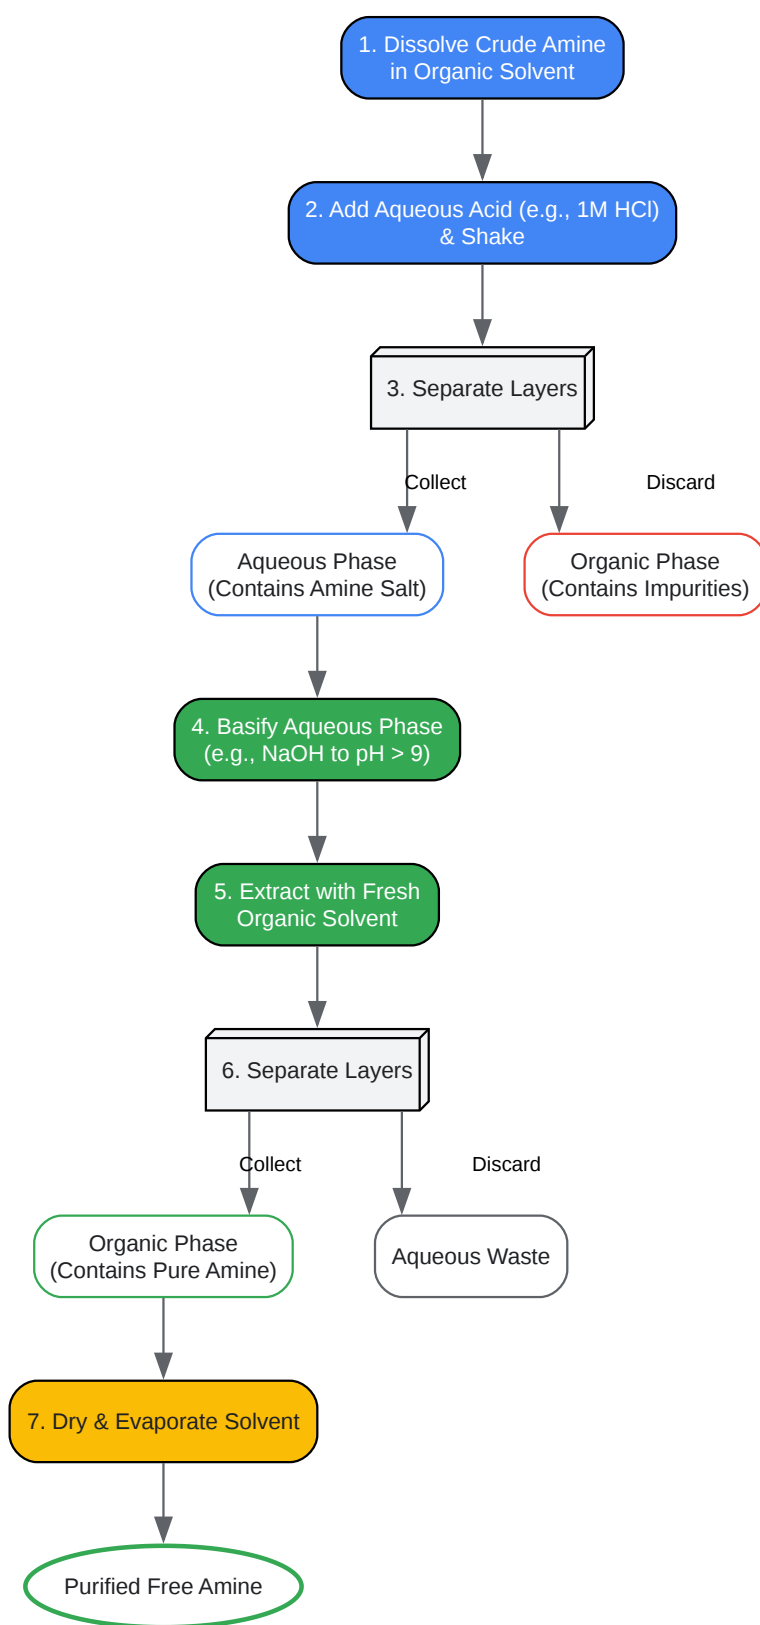 1. Dissolve Crude Amine
in Organic Solvent
2. Add Aqueous Acid (e.g., 1M HCl)
& Shake
3. Separate Layers
Collect
Discard
Aqueous Phase
(Contains Amine Salt)
Organic Phase
(Contains Impurities)
4. Basify Aqueous Phase
(e.g., NaOH to pH > 9)
5. Extract with Fresh
Organic Solvent
6. Separate Layers
Collect
Discard
Organic Phase
(Contains Pure Amine)
Aqueous Waste
7. Dry & Evaporate Solvent
Purified Free Amine